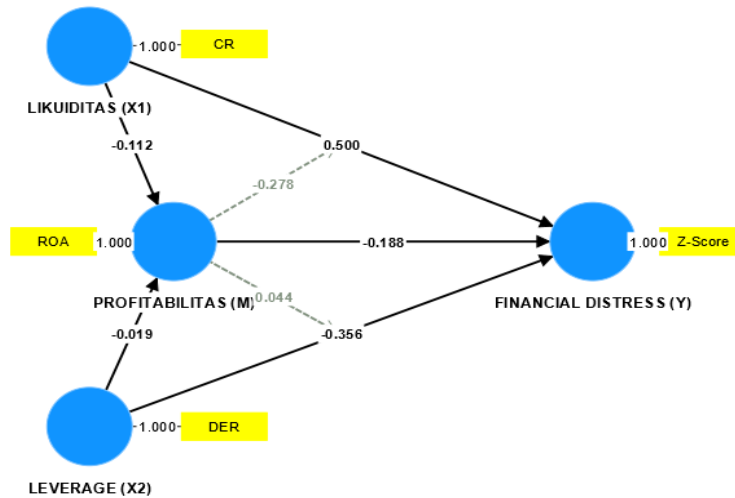 1.000 CR
LIKUIDITAS (X1)
-0.112
0.500
-0.278
ROA 1.000
-0.188
1.000 Z-Score
PROFITABILITAS (M)
0.044
FINANCIAL DISTRESS (Y)
-0.019
-0.356
1.000 DER
LEVERAGE (X2)